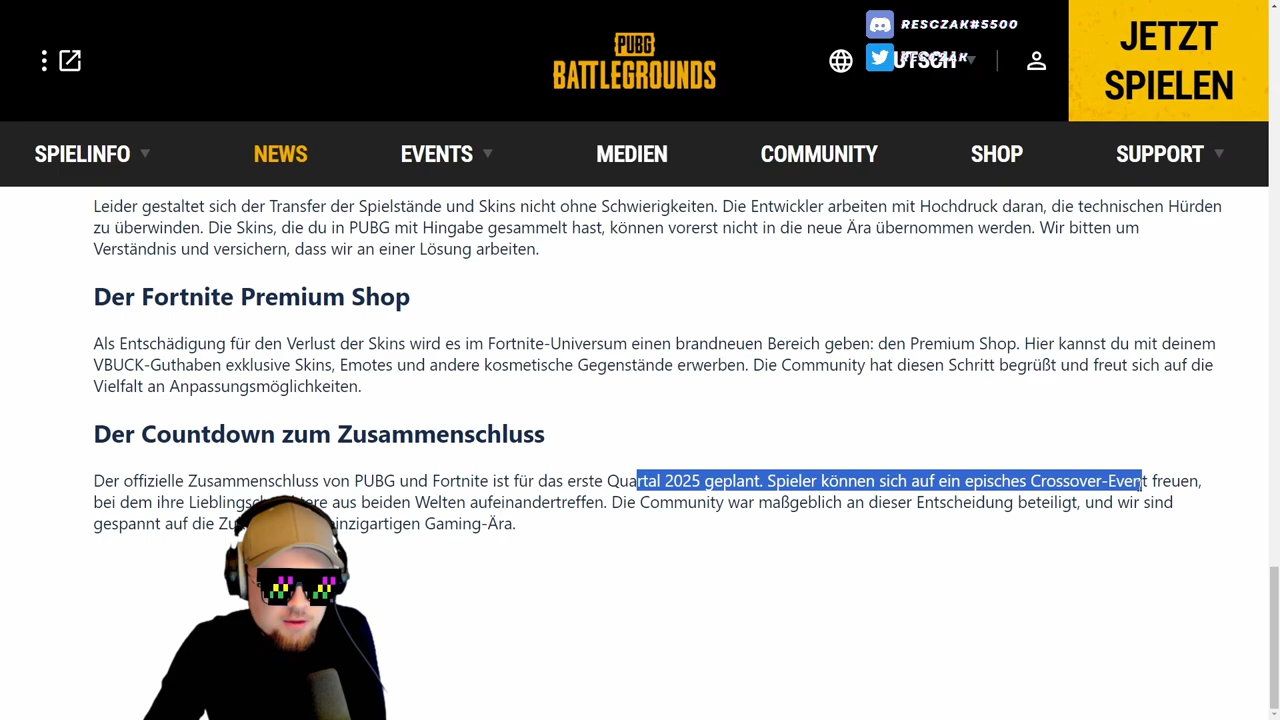 RESCZAK#5500
RESCZAK
UTSCH
PUBG
BATTLEGROUNDS
JETZT
SPIELEN
SPIELINFO
NEWS
EVENTS
MEDIEN
COMMUNITY
SHOP
SUPPORT
Leider gestaltet sich der Transfer der Spielstände und Skins nicht ohne Schwierigkeiten. Die Entwickler arbeiten mit Hochdruck daran, die technischen Hürden
zu überwinden. Die Skins, die du in PUBG mit Hingabe gesammelt hast, können vorerst nicht in die neue Ära übernommen werden. Wir bitten um
Verständnis und versichern, dass wir an einer Lösung arbeiten.
Der Fortnite Premium Shop
Als Entschädigung für den Verlust der Skins wird es im Fortnite-Universum einen brandneuen Bereich geben: den Premium Shop. Hier kannst du mit deinem
VBUCK-Guthaben exklusive Skins, Emotes und andere kosmetische Gegenstände erwerben. Die Community hat diesen Schritt begrüßt und freut sich auf die
Vielfalt an Anpassungsmöglichkeiten.
Der Countdown zum Zusammenschluss
Der offizielle Zusammenschluss von PUBG und Fortnite ist für das erste Quartal 2025 geplant. Spieler können sich auf ein episches Crossover-Event freuen,
bei dem ihre Lieblingscharaktere aus beiden Welten aufeinandertreffen. Die Community war maßgeblich an dieser Entscheidung beteiligt, und wir sind
gespannt auf die einzigartigen Gaming-Ära.